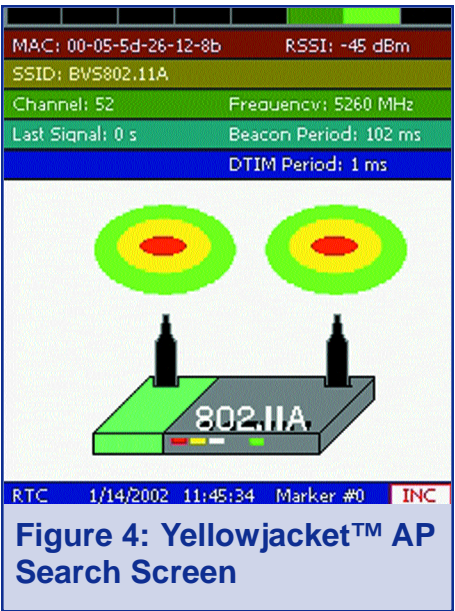 MAC: 00-05-5d-26-12-8b RSSI: -45 dBm
SSID: BVS802.11A
Channel: 52 Frequency: 5260 MHz
Last Signal: 0 s Beacon Period: 102 ms
DTIM Period: 1 ms
802.11A
RTC 1/14/2002 11:45:34 Marker #0 INC
Figure 4: Yellowjacket™ AP
Search Screen